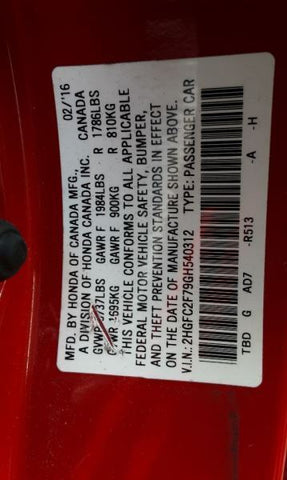 MFD. BY HONDA OF CANADA MFG., 02/'16
A DIVISION OF HONDA CANADA INC. CANADA
GVWR 3737LBS GAWR F 1984LBS R 1786LBS
GVWR 1695KG GAWR F 900KG R 810KG
THIS VEHICLE CONFORMS TO ALL APPLICABLE
FEDERAL MOTOR VEHICLE SAFETY, BUMPER,
AND THEFT PREVENTION STANDARDS IN EFFECT
ON THE DATE OF MANUFACTURE SHOWN ABOVE.
V.I.N.:2HGFC2F79GH540312 TYPE: PASSENGER CAR
TBD G AD7 -R513 -A -H